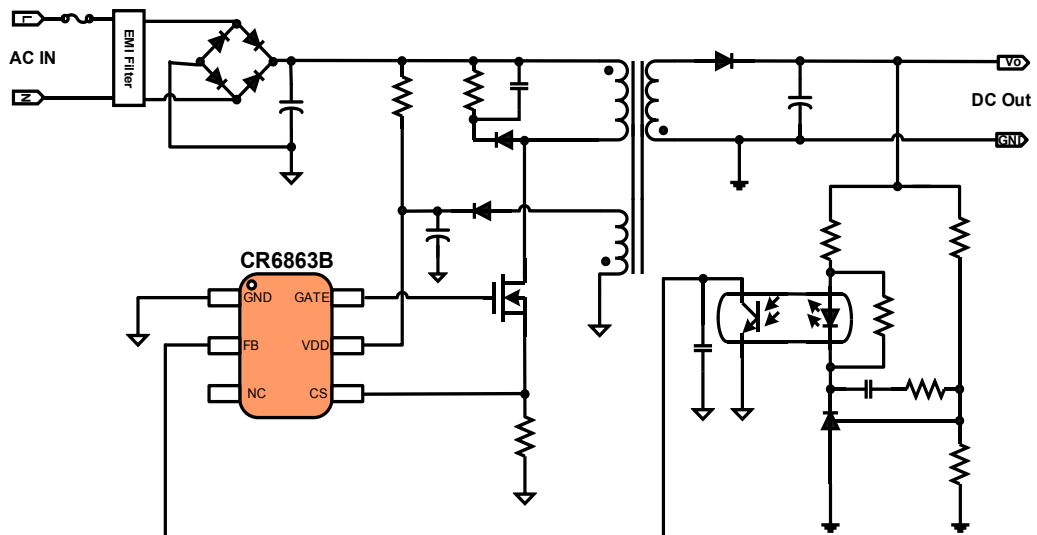 L
AC IN
EMI Filter
N
Vo
DC Out
GND
CR6863B
GND
GATE
FB
VDD
NC
CS